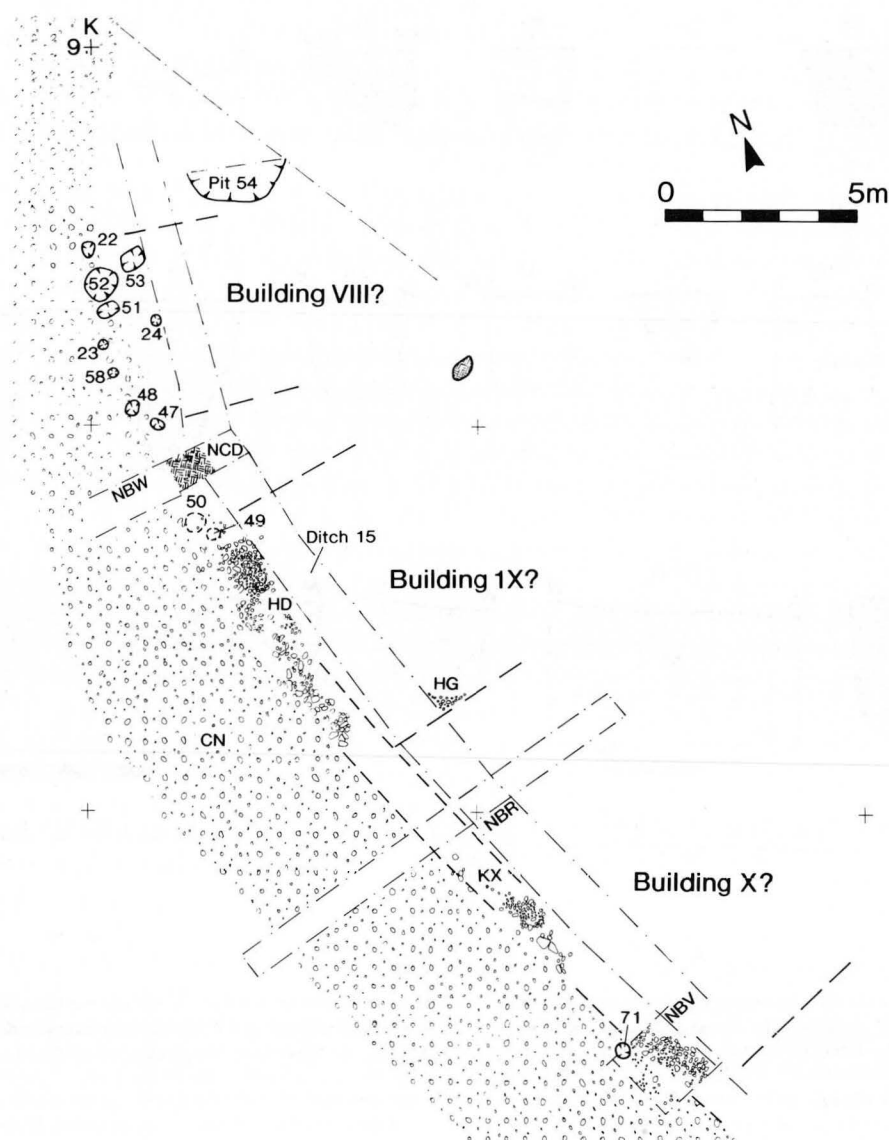 K
9
N
0 5m
Pit 54
22
52
53
51
24
23
58
48
47
Building VIII?
NCD
NBW
50
49
Ditch 15
Building 1X?
HD
HG
CN
NBR
KX
Building X?
NBV
71